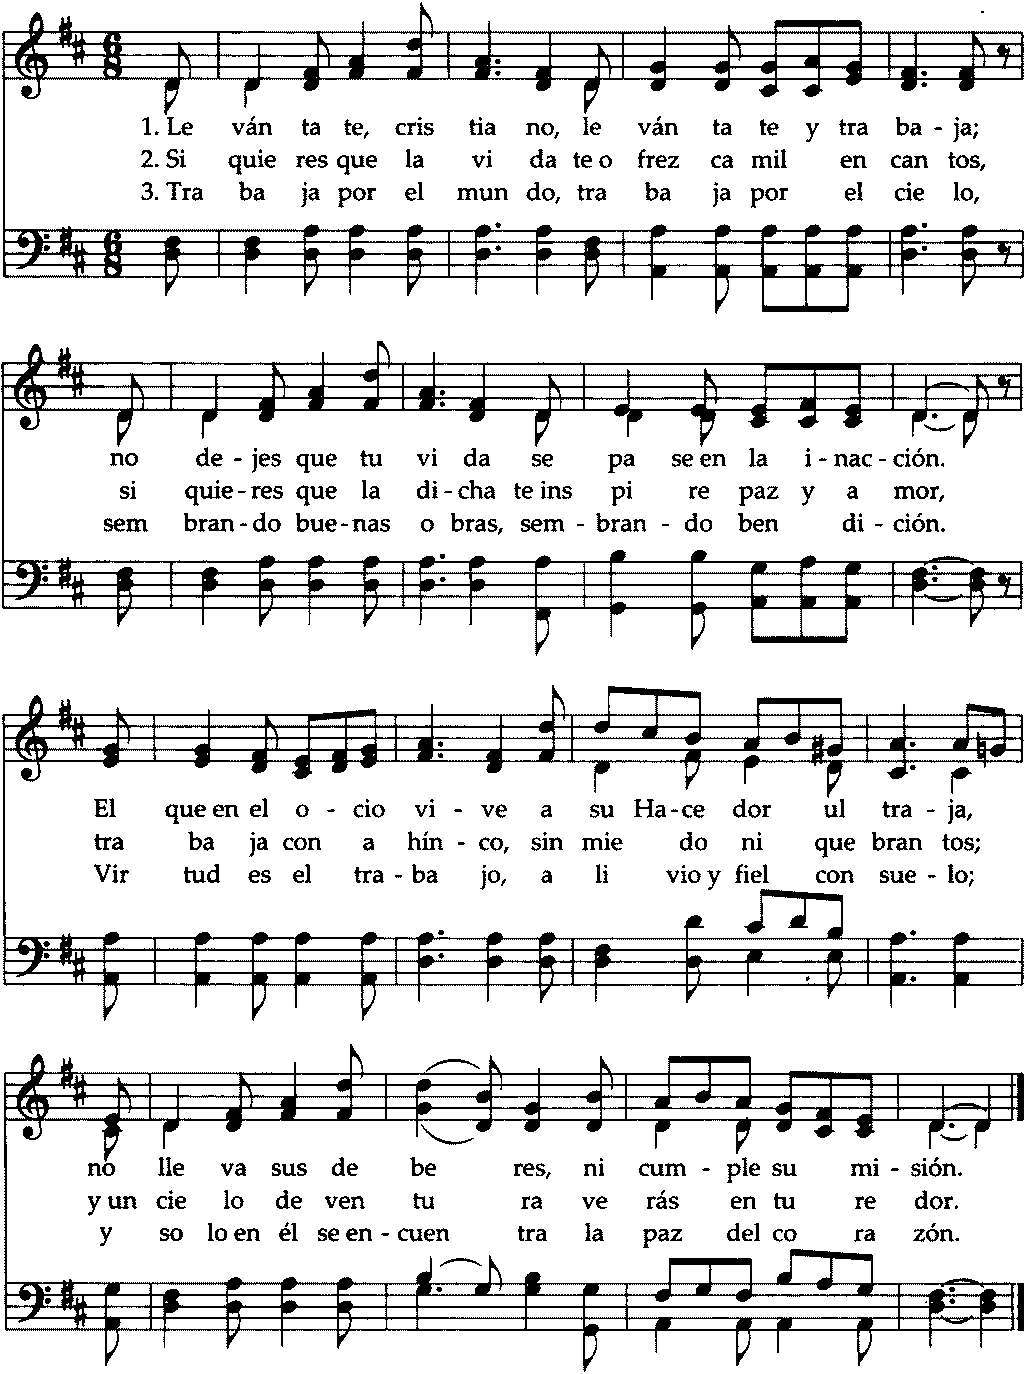 1. Le ván ta te, cris tia no, le ván ta te y tra ba - ja;
2. Si quie res que la vi da te o frez ca mil en can tos,
3. Tra ba ja por el mun do, tra ba ja por el cie lo,
no de - jes que tu vi da se pa se en la i - nac - ción.
si quie - res que la di - cha te ins pi re paz y a mor,
sem bran - do bue - nas o bras, sem - bran - do ben di - ción.
El que en el o - cio vi - ve a su Ha - ce dor ul tra - ja,
tra ba ja con a hín - co, sin mie do ni que bran tos;
Vir tud es el tra - ba jo, a li vio y fiel con sue - lo;
no lle va sus de be res, ni cum - ple su mi - sión.
y un cie lo de ven tu ra ve rás en tu re dor.
y so lo en él se en - cuen tra la paz del co ra zón.